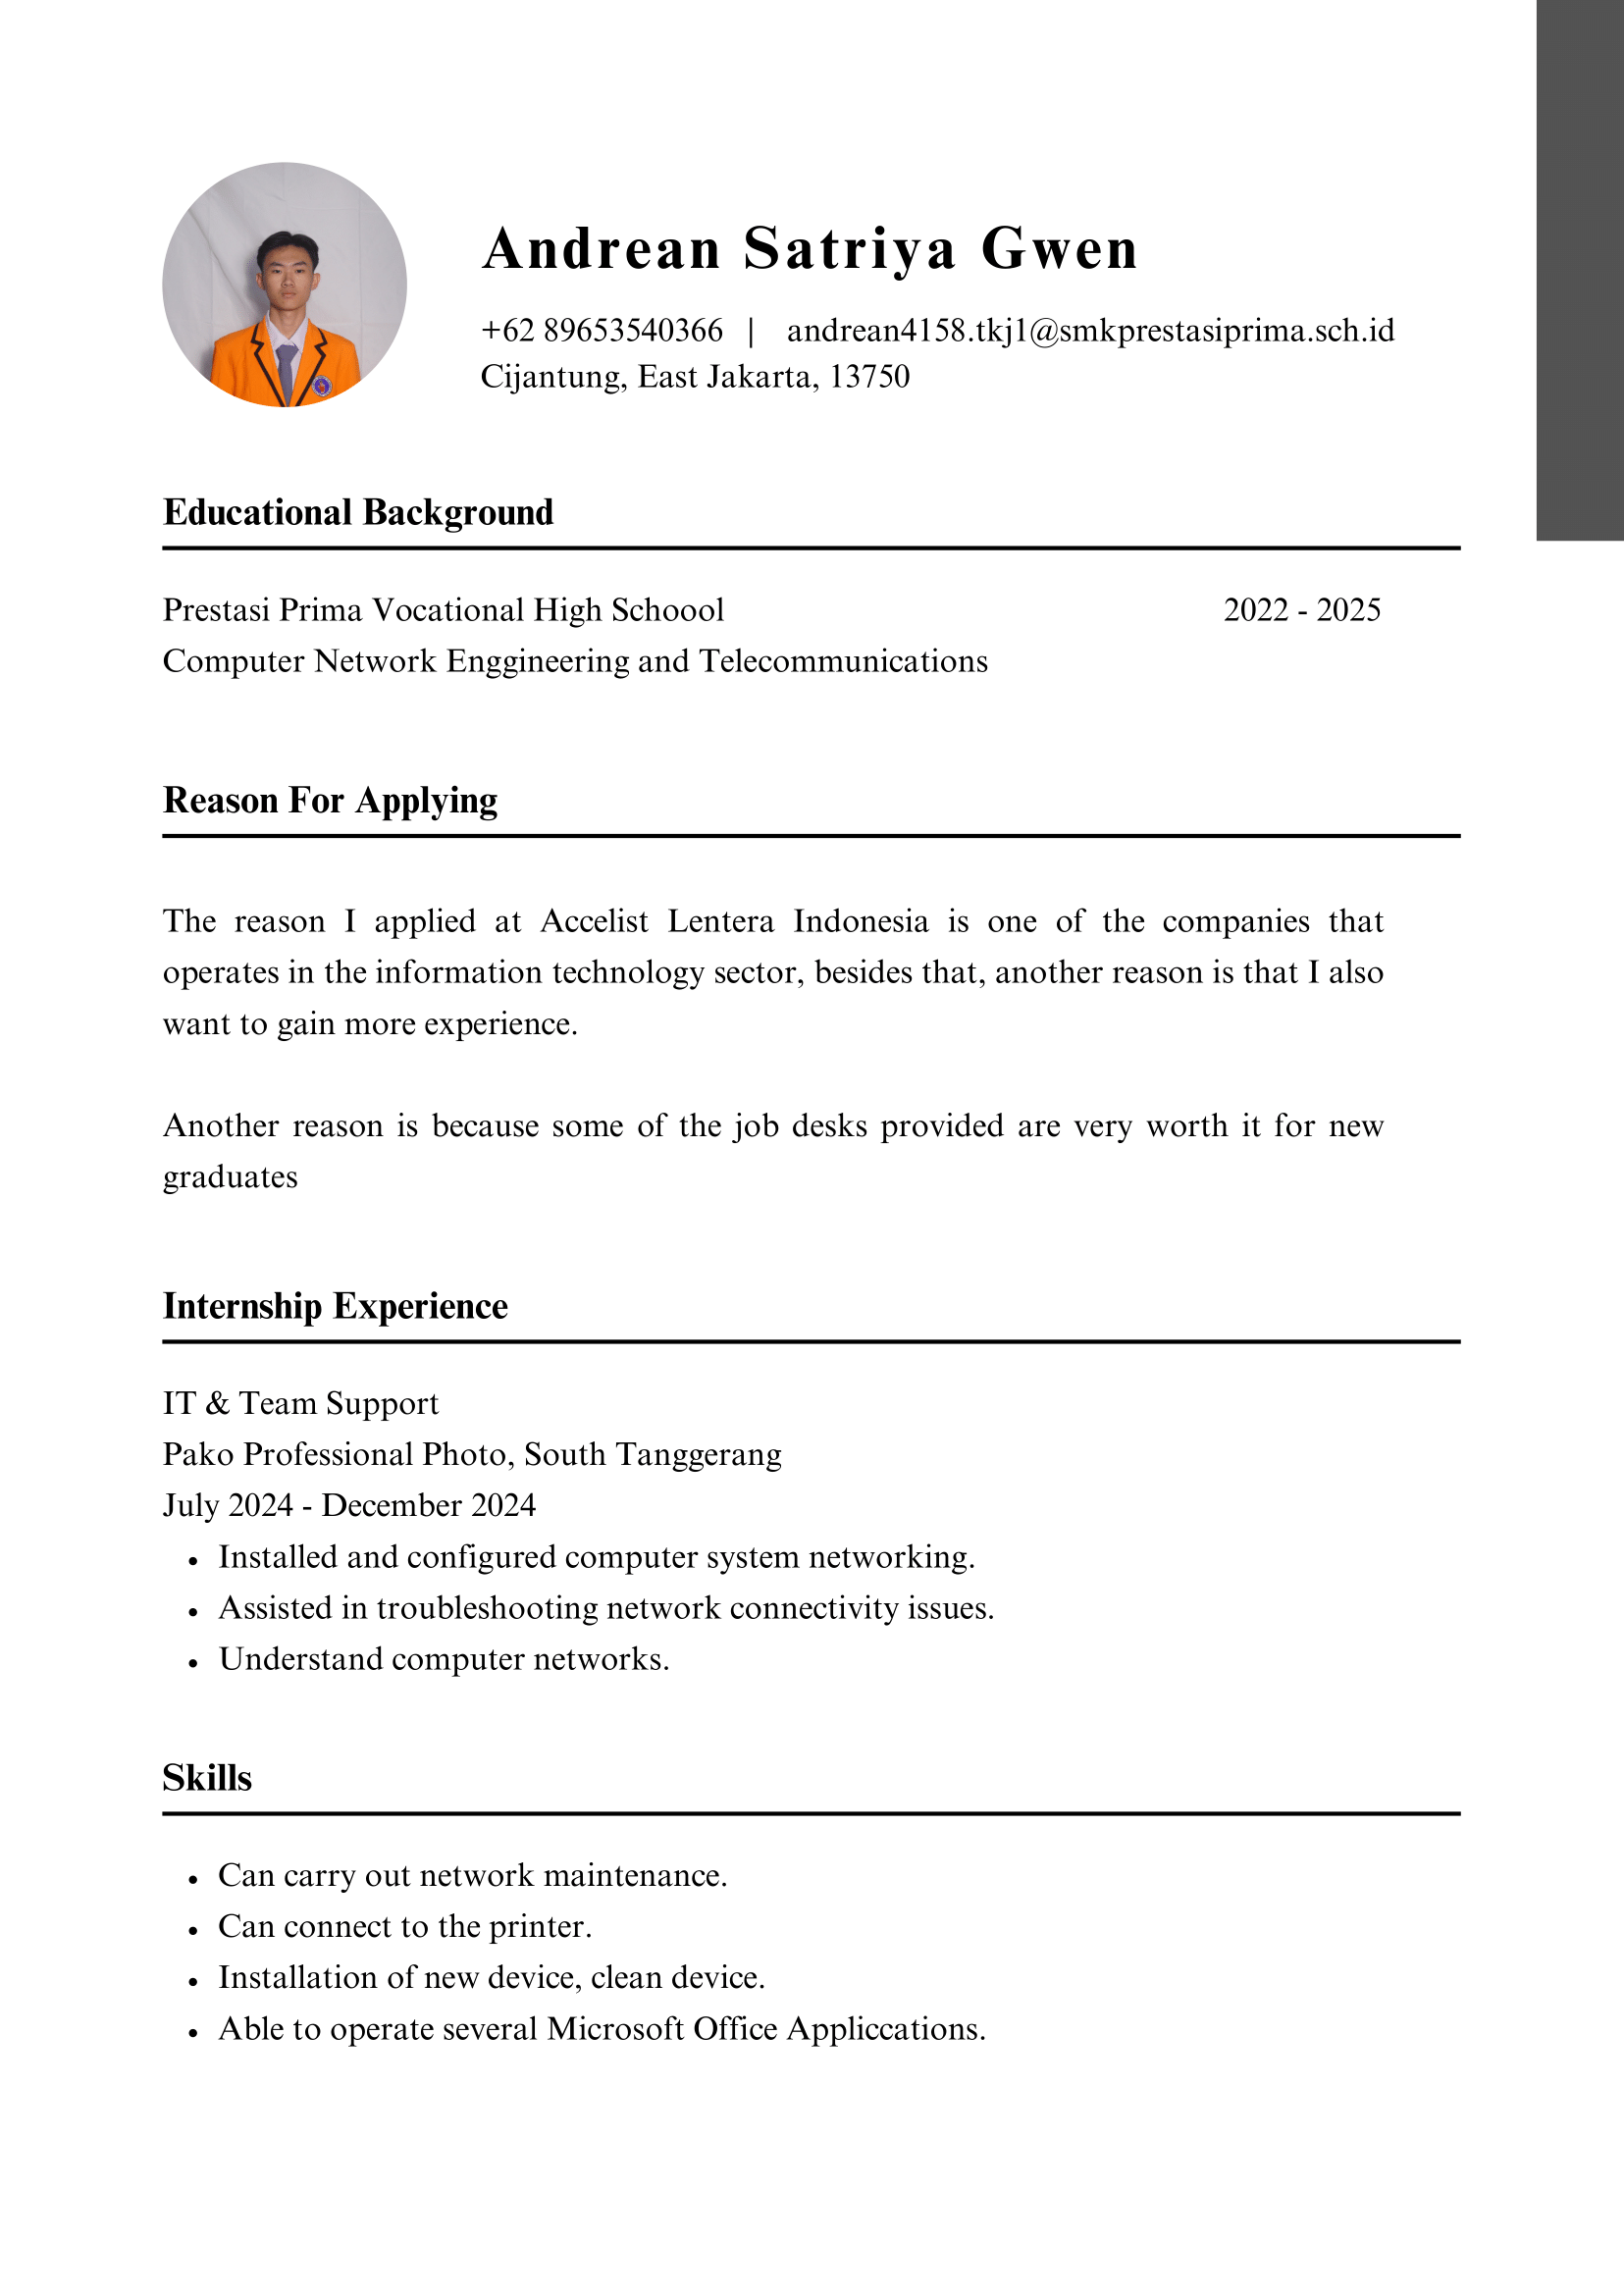 Andrean Satriya Gwen
+62 89653540366 | andrean4158.tkj1@smkprestasiprima.sch.id
Cijantung, East Jakarta, 13750
Educational Background
Prestasi Prima Vocational High Schoool 2022 - 2025
Computer Network Enggineering and Telecommunications
Reason For Applying
The reason I applied at Accelist Lentera Indonesia is one of the companies that
operates in the information technology sector, besides that, another reason is that I also
want to gain more experience.
Another reason is because some of the job desks provided are very worth it for new
graduates
Internship Experience
IT & Team Support
Pako Professional Photo, South Tanggerang
July 2024 - December 2024
• Installed and configured computer system networking.
• Assisted in troubleshooting network connectivity issues.
• Understand computer networks.
Skills
• Can carry out network maintenance.
• Can connect to the printer.
• Installation of new device, clean device.
• Able to operate several Microsoft Office Appliccations.